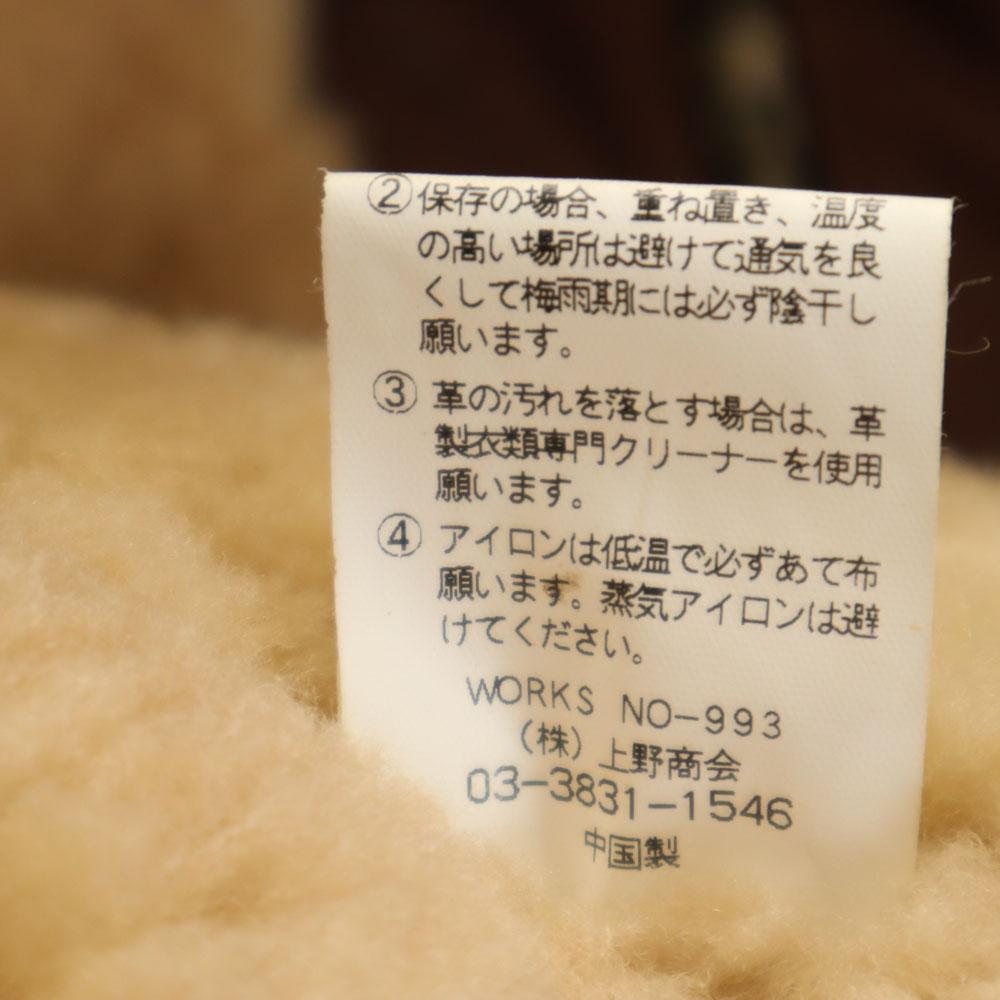 ②保存の場合、重ね置き、温度
の高い場所は避けて通気を良
くして梅雨期には必ず陰干し
願います。
③革の汚れを落とす場合は、革
製衣類専門クリーナーを使用
願います。
④アイロンは低温で必ずあて布
願います。蒸気アイロンは避
けてください。
WORKS NO-993
(株)上野商会
03-3831-1546
中国製